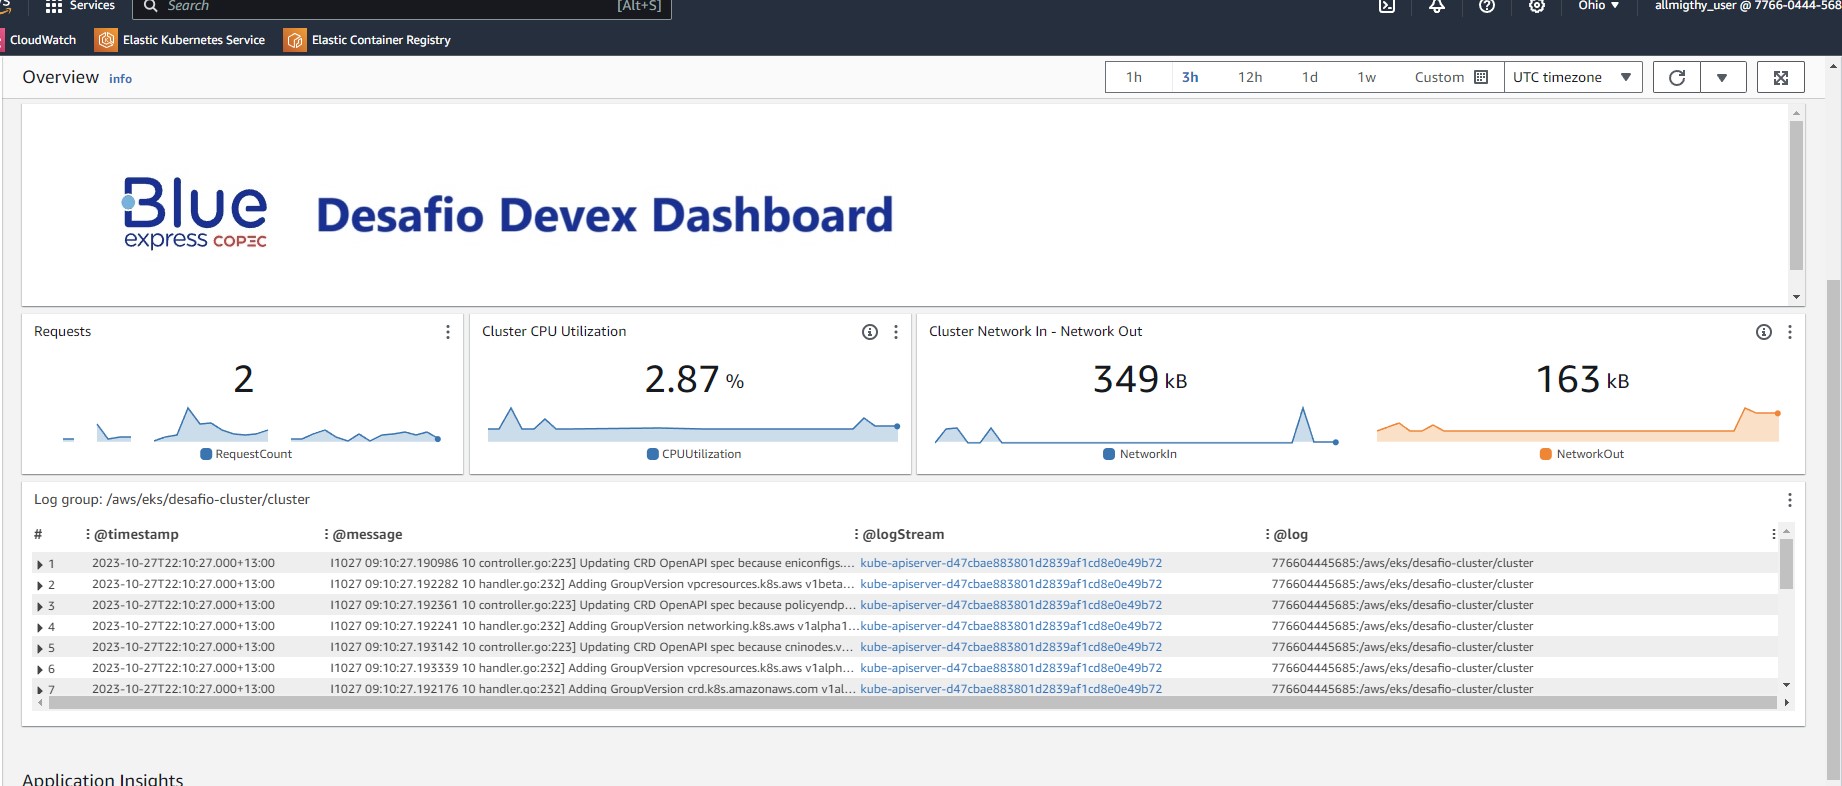 Services
Search
[Alt+S]
Ohio
allmigthy_user @ 7766-0444-568
CloudWatch
Elastic Kubernetes Service
Elastic Container Registry
Overview info
1h 3h 12h 1d 1w Custom UTC timezone
Blue
express COPEC
Desafio Devex Dashboard
Requests
2
RequestCount
Cluster CPU Utilization
2.87 %
CPUUtilization
Cluster Network In - Network Out
349 kB
NetworkIn
163 kB
NetworkOut
Log group: /aws/eks/desafio-cluster/cluster
# @timestamp @message @logStream @log
1 2023-10-27T22:10:27.000+13:00 I1027 09:10:27.190986 10 controller.go:223] Updating CRD OpenAPI spec because eniconfigs.... kube-apiserver-d47cbae883801d2839af1cd8e0e49b72 776604445685:/aws/eks/desafio-cluster/cluster
2 2023-10-27T22:10:27.000+13:00 I1027 09:10:27.192282 10 handler.go:232] Adding GroupVersion vpcresources.k8s.aws v1beta... kube-apiserver-d47cbae883801d2839af1cd8e0e49b72 776604445685:/aws/eks/desafio-cluster/cluster
3 2023-10-27T22:10:27.000+13:00 I1027 09:10:27.192361 10 controller.go:223] Updating CRD OpenAPI spec because policyendp... kube-apiserver-d47cbae883801d2839af1cd8e0e49b72 776604445685:/aws/eks/desafio-cluster/cluster
4 2023-10-27T22:10:27.000+13:00 I1027 09:10:27.192241 10 handler.go:232] Adding GroupVersion networking.k8s.aws v1alpha1... kube-apiserver-d47cbae883801d2839af1cd8e0e49b72 776604445685:/aws/eks/desafio-cluster/cluster
5 2023-10-27T22:10:27.000+13:00 I1027 09:10:27.193142 10 controller.go:223] Updating CRD OpenAPI spec because cninodes.v... kube-apiserver-d47cbae883801d2839af1cd8e0e49b72 776604445685:/aws/eks/desafio-cluster/cluster
6 2023-10-27T22:10:27.000+13:00 I1027 09:10:27.193339 10 handler.go:232] Adding GroupVersion vpcresources.k8s.aws v1alph... kube-apiserver-d47cbae883801d2839af1cd8e0e49b72 776604445685:/aws/eks/desafio-cluster/cluster
7 2023-10-27T22:10:27.000+13:00 I1027 09:10:27.192176 10 handler.go:232] Adding GroupVersion crd.k8s.amazonaws.com v1al... kube-apiserver-d47cbae883801d2839af1cd8e0e49b72 776604445685:/aws/eks/desafio-cluster/cluster
Application Insights